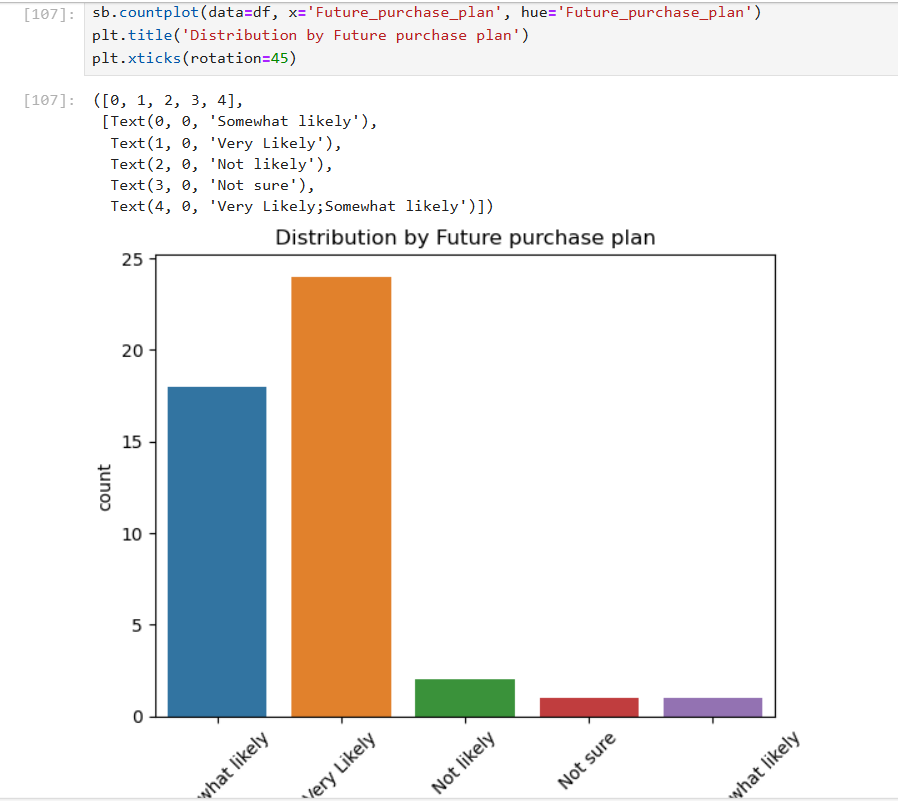 [107]: sb.countplot(data=df, x='Future_purchase_plan', hue='Future_purchase_plan')
plt.title('Distribution by Future purchase plan')
plt.xticks(rotation=45)
[107]: ([0, 1, 2, 3, 4],
[Text(0, 0, 'Somewhat likely'),
Text(1, 0, 'Very Likely'),
Text(2, 0, 'Not likely'),
Text(3, 0, 'Not sure'),
Text(4, 0, 'Very Likely;Somewhat likely')])
Distribution by Future purchase plan
25
20
15
10
5
0
count
what likely
Very Likely
Not likely
Not sure
what likely